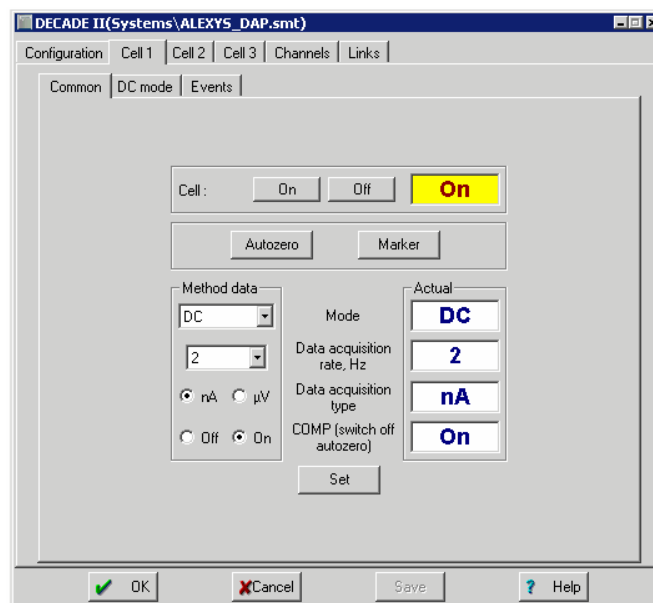 DECADE II(Systems\ALEXYS_DAP.smt)
Configuration Cell 1 Cell 2 Cell 3 Channels Links
Common DC mode Events
Cell : On Off On
Autozero Marker
Method data Actual
DC Mode DC
2 Data acquisition rate, Hz 2
nA µV Data acquisition type nA
Off On COMP (switch off autozero) On
Set
OK Cancel Save ? Help